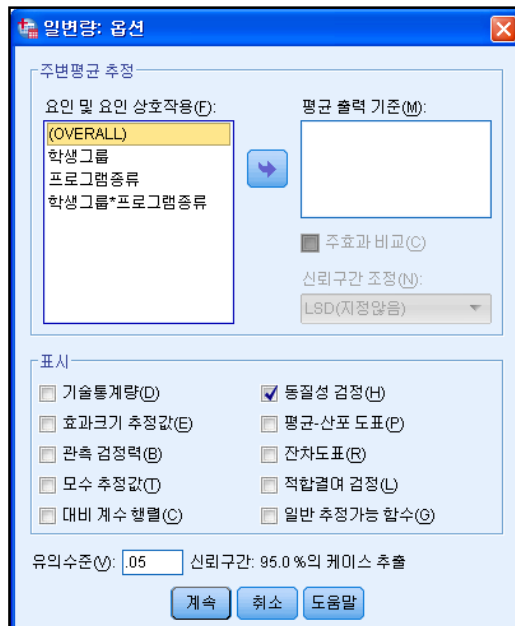 일변량: 옵션
주변평균 추정
요인 및 요인 상호작용(F):
(OVERALL)
학생그룹
프로그램종류
학생그룹*프로그램종류
평균 출력 기준(M):
주효과 비교(C)
신뢰구간 조정(N):
LSD(지정않음)
표시
기술통계량(D)
동질성 검정(H)
효과크기 추정값(E)
평균-산포 도표(P)
관측 검정력(B)
잔차도표(R)
모수 추정값(T)
적합결여 검정(L)
대비 계수 행렬(C)
일반 추정가능 함수(G)
유의수준(V): .05 신뢰구간: 95.0 %의 케이스 추출
계속 취소 도움말